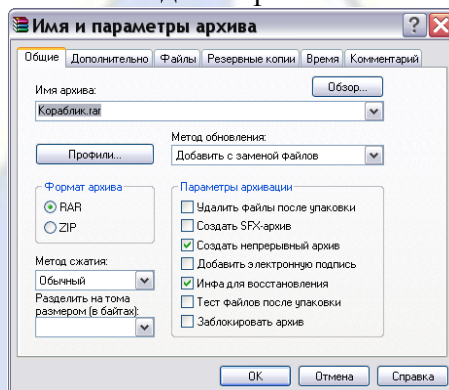 Имя и параметры архива
Общие Дополнительно Файлы Резервные копии Время Комментарий
Имя архива:
Обзор...
Кораблик.rar
Метод обновления:
Профили...
Добавить с заменой файлов
Формат архива
RAR
ZIP
Метод сжатия:
Обычный
Разделить на тома
размером (в байтах):
Параметры архивации
Удалить файлы после упаковки
Создать SFX-архив
Создать непрерывный архив
Добавить электронную подпись
Инфа для восстановления
Тест файлов после упаковки
Заблокировать архив
OK Отмена Справка